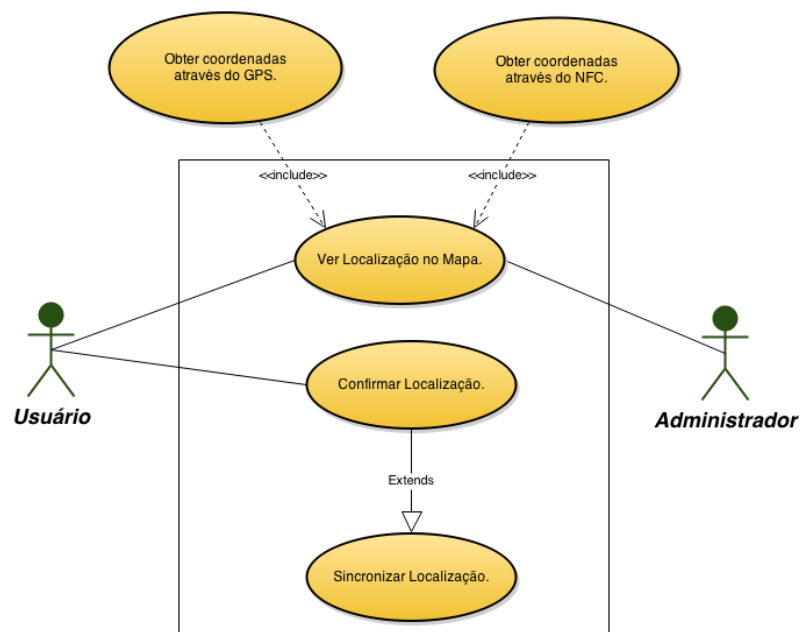 Obter coordenadas
através do GPS.
Obter coordenadas
através do NFC.
<<include>>
<<include>>
Ver Localização no Mapa.
Confirmar Localização.
Usuário
Administrador
Extends
Sincronizar Localização.